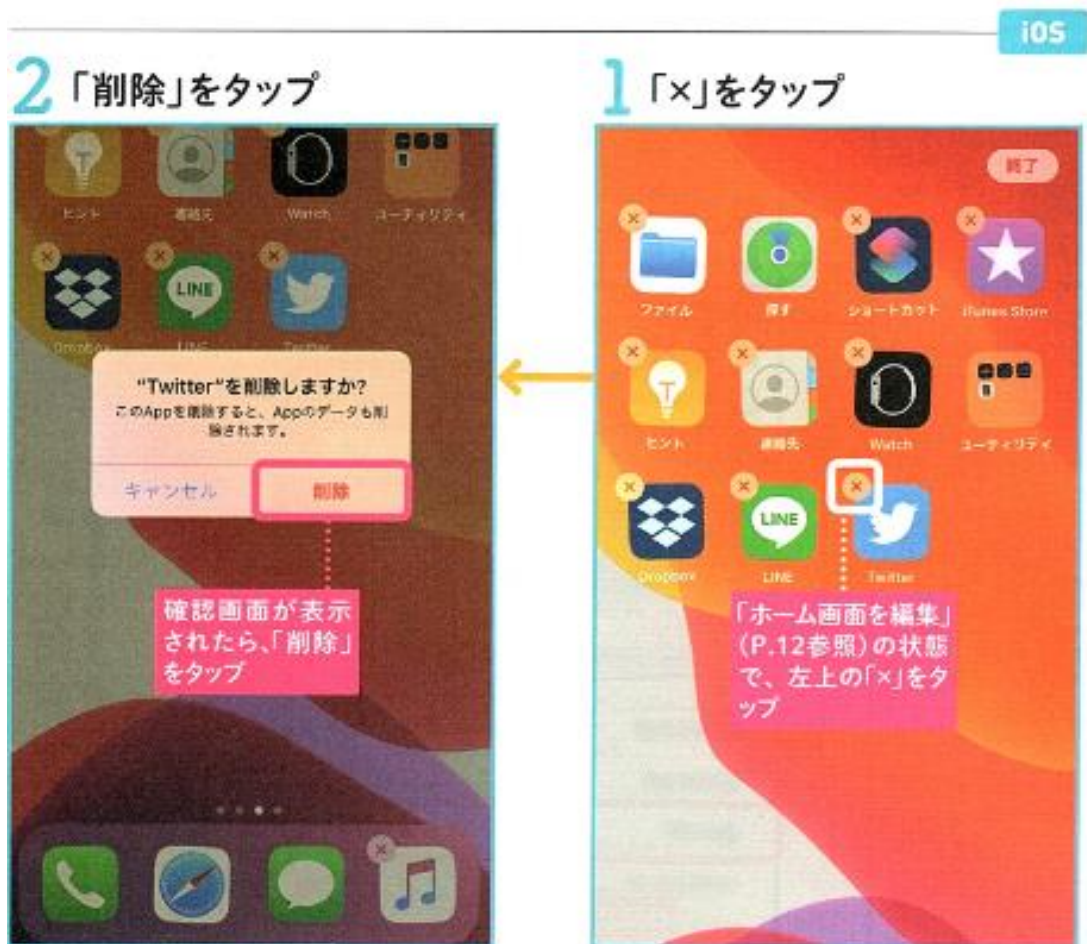 iOS
1 「×」をタップ
終了
ファイル
探す
ショートカット
iTunes Store
ヒント
連絡先
Watch
ユーティリティ
LINE
Dropbox
LINE
Twitter
「ホーム画面を編集」
(P.12参照)の状態
で、左上の「×」をタ
ップ
2 「削除」をタップ
ヒント
連絡先
Watch
ユーティリティ
LINE
Dropbox
LINE
Twitter
"Twitter"を削除しますか?
このAppを削除すると、Appのデータも削
除されます。
キャンセル
削除
確認画面が表示
されたら、「削除」
をタップ